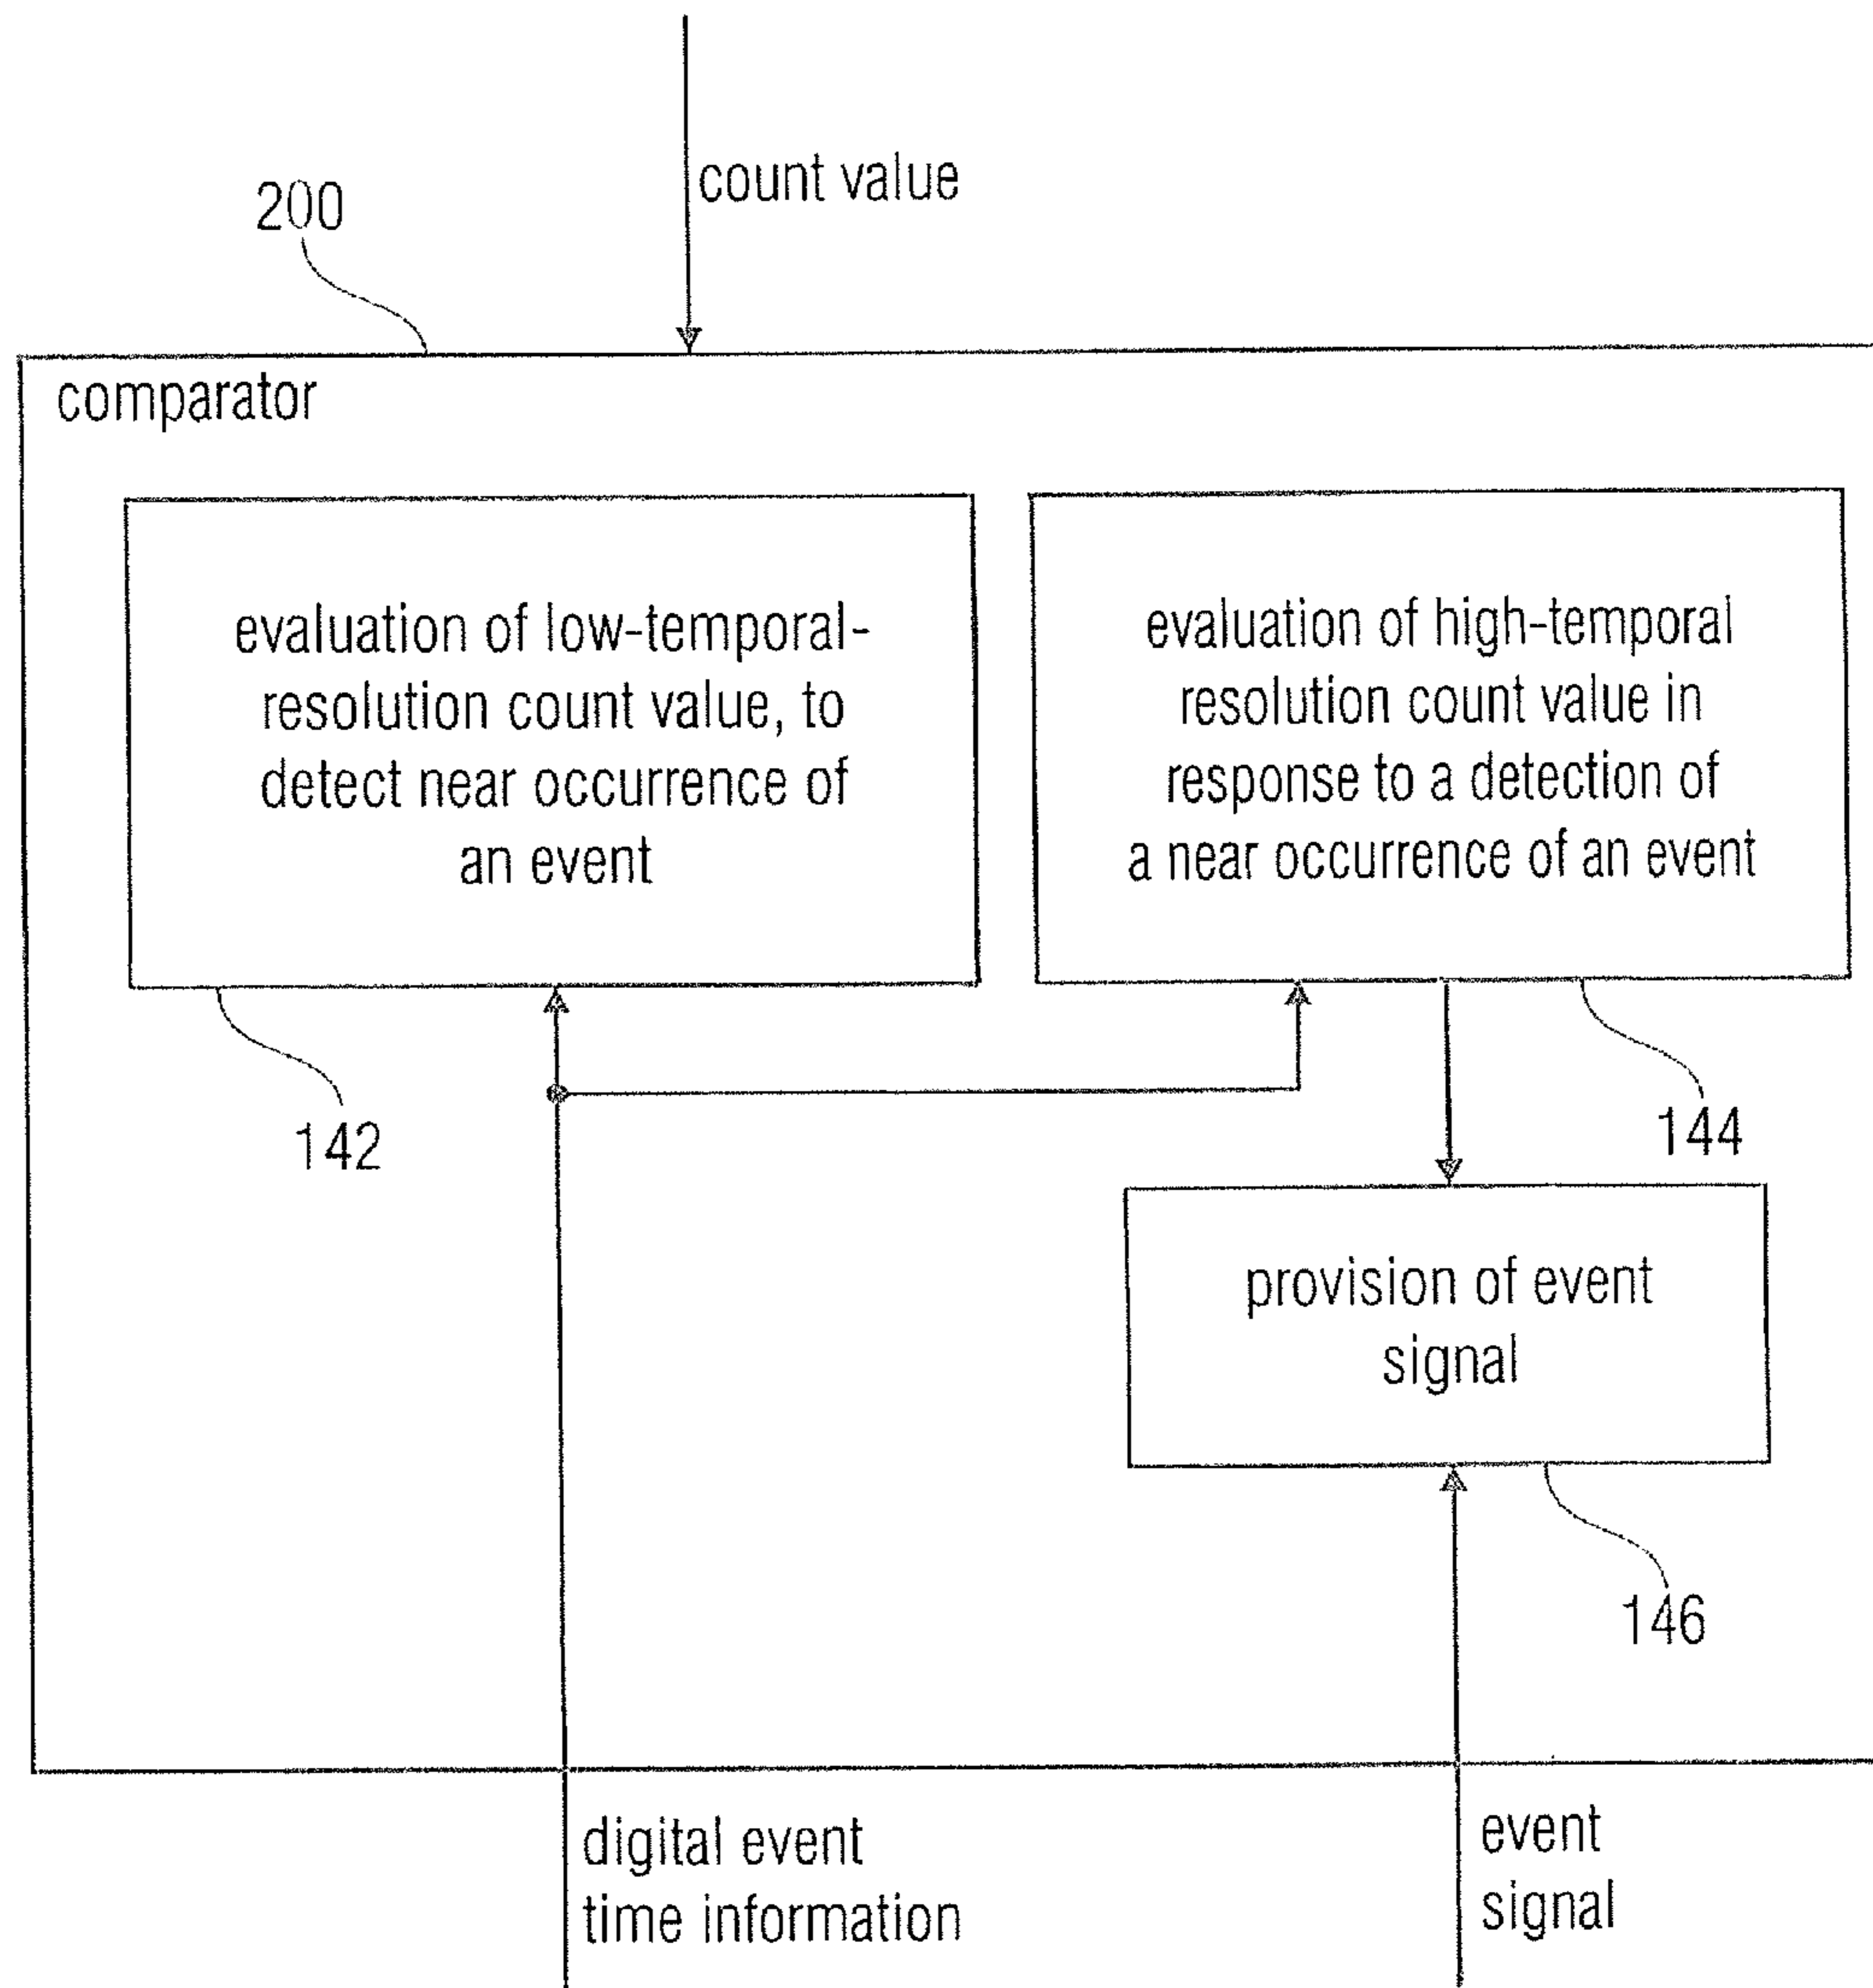 count value
200
comparator
evaluation of low-temporal-
resolution count value, to
detect near occurrence of
an event
evaluation of high-temporal
resolution count value in
response to a detection of
a near occurrence of an event
142
144
provision of event
signal
146
digital event
time information
event
signal